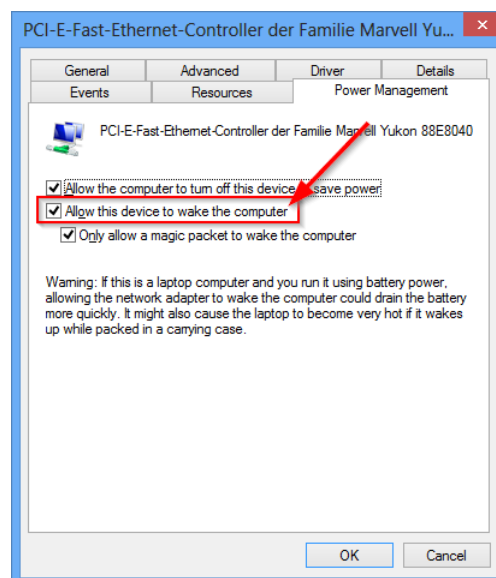 PCI-E-Fast-Ethernet-Controller der Familie Marvell Yu...
General Advanced Driver Details
Events Resources Power Management
PCI-E-Fast-Ethernet-Controller der Familie Marvell Yukon 88E8040
Allow the computer to turn off this device to save power
Allow this device to wake the computer
Only allow a magic packet to wake the computer
Warning: If this is a laptop computer and you run it using battery power,
allowing the network adapter to wake the computer could drain the battery
more quickly. It might also cause the laptop to become very hot if it wakes
up while packed in a carrying case.
OK Cancel